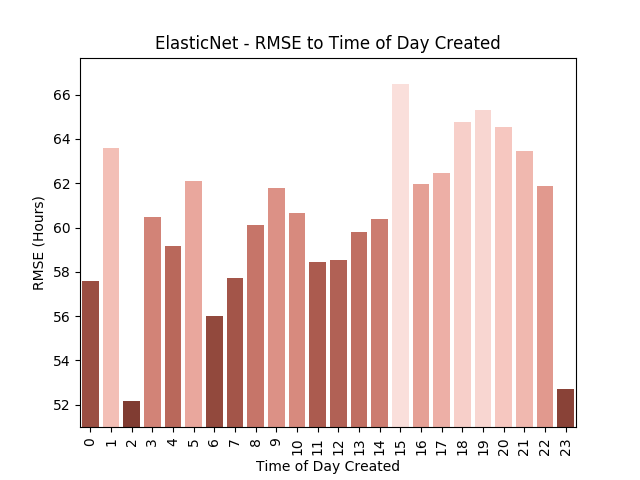 ElasticNet - RMSE to Time of Day Created
RMSE (Hours)
66
64
62
60
58
56
54
52
0 1 2 3 4 5 6 7 8 9 10 11 12 13 14 15 16 17 18 19 20 21 22 23
Time of Day Created